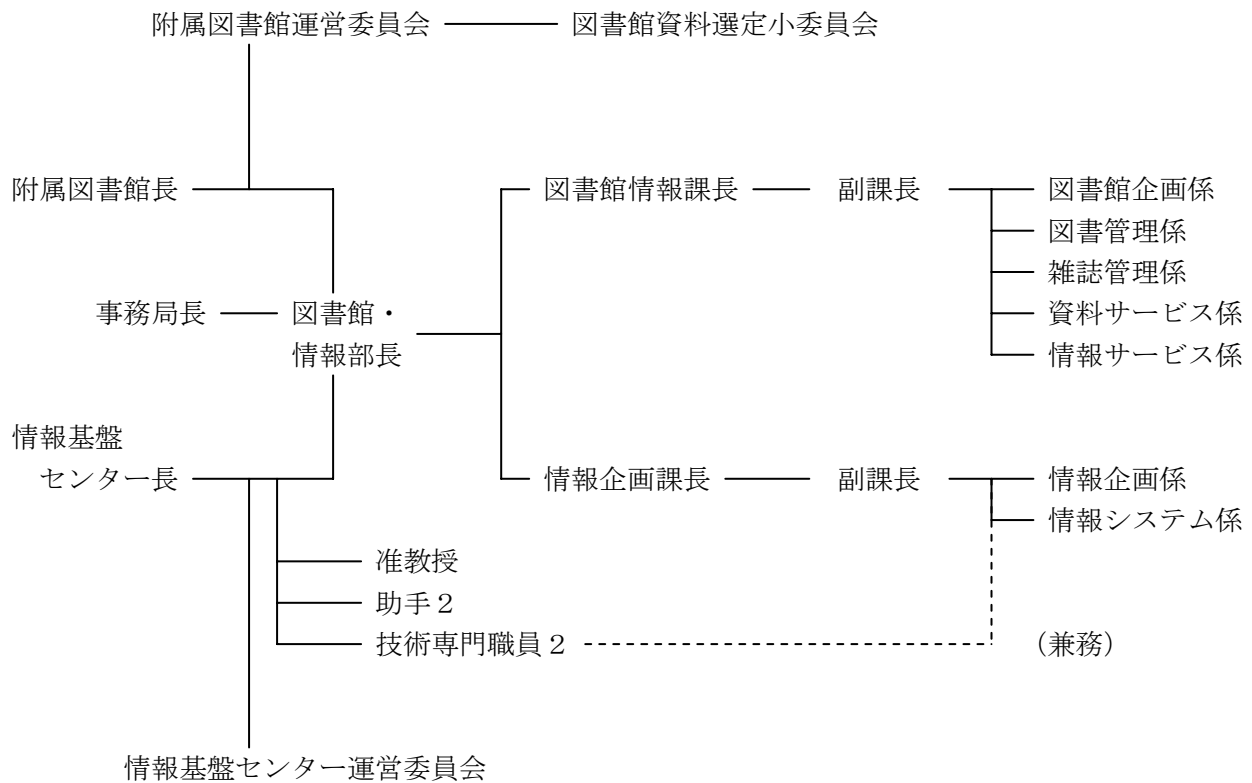 附属図書館運営委員会 図書館資料選定小委員会
附属図書館長 図書館情報課長 副課長 図書館企画係
図書管理係
雑誌管理係
事務局長 図書館・ 資料サービス係
情報部長 情報サービス係
情報基盤
センター長 情報企画課長 副課長 情報企画係
情報システム係
准教授
助手２
技術専門職員２ （兼務）
情報基盤センター運営委員会